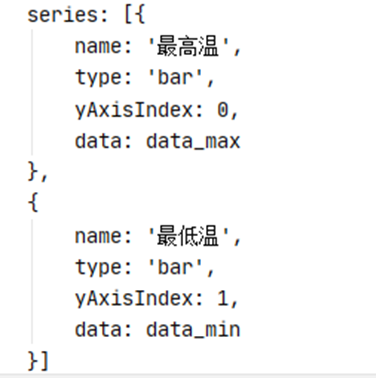 series: [{
    name: '最高温',
    type: 'bar',
    yAxisIndex: 0,
    data: data_max
},
{
    name: '最低温',
    type: 'bar',
    yAxisIndex: 1,
    data: data_min
}]